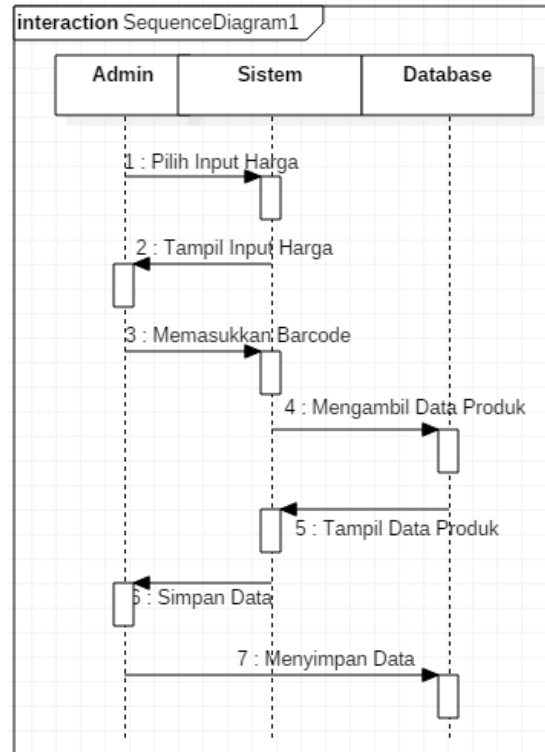 interaction SequenceDiagram1
Admin
Sistem
Database
1 : Pilih Input Harga
2 : Tampil Input Harga
3 : Memasukkan Barcode
4 : Mengambil Data Produk
5 : Tampil Data Produk
6 : Simpan Data
7 : Menyimpan Data